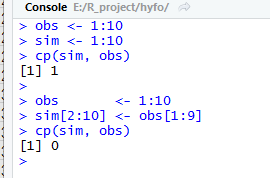 Console E:/R_project/hyfo/
> obs <- 1:10
> sim <- 1:10
> cp(sim, obs)
[1] 1
>
> obs        <- 1:10
> sim[2:10] <- obs[1:9]
> cp(sim, obs)
[1] 0
>